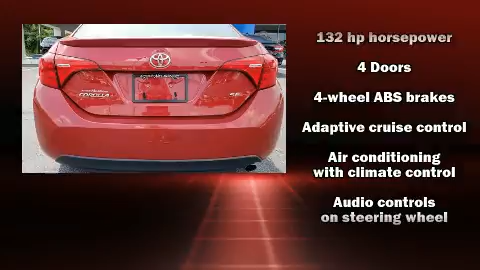 COROLLA
SE
132 hp horsepower
4 Doors
4-wheel ABS brakes
Adaptive cruise control
Air conditioning
with climate control
Audio controls
on steering wheel